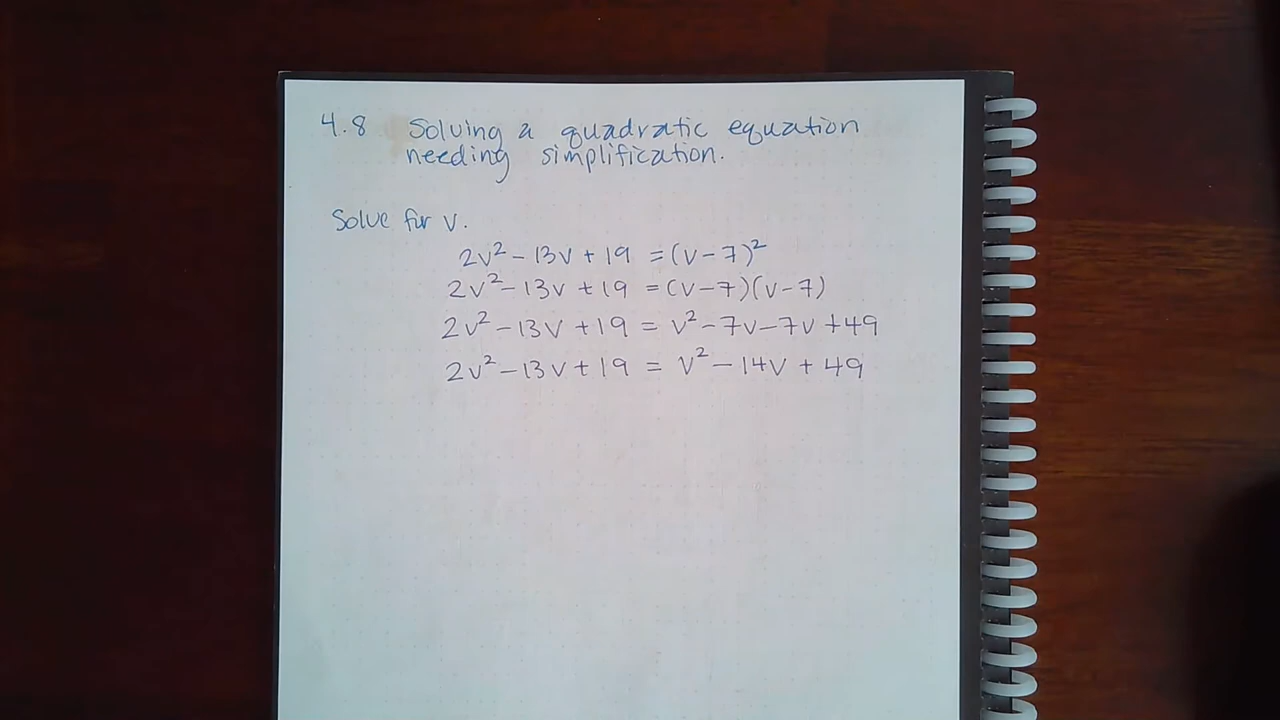 4.8 Solving a quadratic equation
needing simplification.
Solve for v.
2v² - 13v + 19 = (v - 7)²
2v² - 13v + 19 = (v - 7)(v - 7)
2v² - 13v + 19 = v² - 7v - 7v + 49
2v² - 13v + 19 = v² - 14v + 49